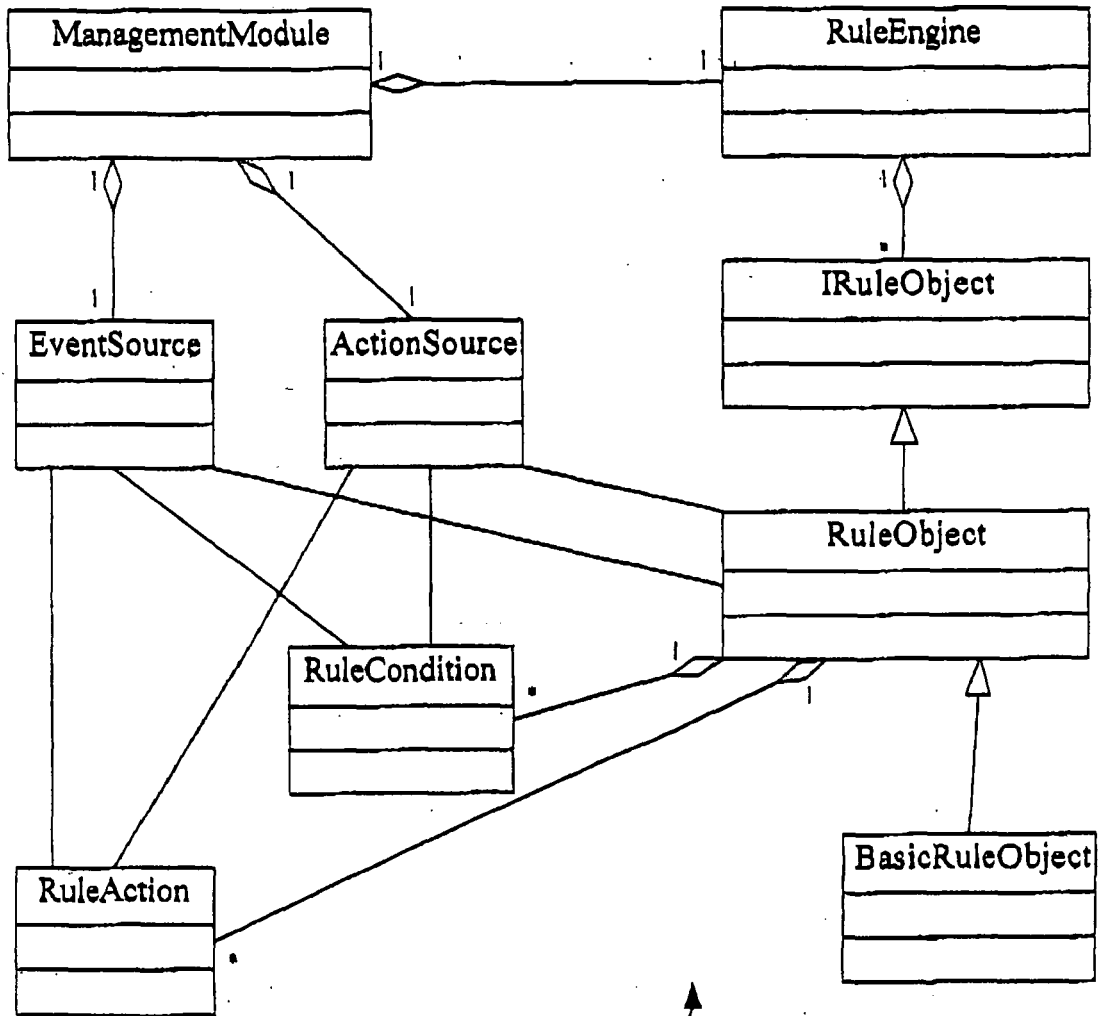 ManagementModule
RuleEngine
1
1
1
1
1
*
1
1
IRuleObject
EventSource
ActionSource
RuleObject
RuleCondition
1
*
1
BasicRuleObject
RuleAction
*